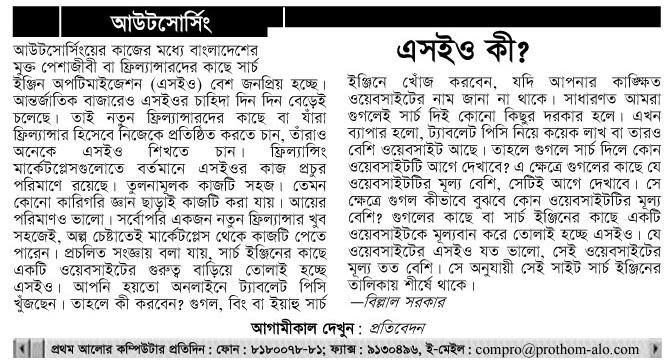 আউটসোর্সিং
আউটসোর্সিংয়ের কাজের মধ্যে বাংলাদেশের
মুক্ত পেশাজীবী বা ফ্রিল্যান্সারদের কাছে সার্চ
ইঞ্জিন অপটিমাইজেশন (এসইও) বেশ জনপ্রিয় হচ্ছে।
আন্তর্জাতিক বাজারেও এসইওর চাহিদা দিন দিন বেড়েই
চলেছে। তাই নতুন ফ্রিল্যান্সারদের কেছ বা যাঁরা
ফ্রিল্যান্সার হিসেবে নিজেকে প্রতিষ্ঠিত করতে চান, তাঁরাও
অনেকে এসইও শিখতে চান। ফ্রিল্যান্সিং
মার্কেটপ্লেসগুলোতে বর্তমানে এসইওর কাজ প্রচুর
পরিমাণে রয়েছে। তুলনামূলক কাজটি সহজ। তেমন
কোনো কারিগরি জ্ঞান ছাড়াই কাজটি করা যায়। আয়ের
পরিমাণও ভালো। সর্বোপরি একজন নতুন ফ্রিল্যান্সার খুব
সহজেই, অল্প চেষ্টাতেই মার্কেটপ্লেস থেকে কাজটি পেতে
পারেন। প্রচলিত সংজ্ঞায় বলা যায়, সার্চ ইঞ্জিনের কাছে
একটি ওয়েবসাইটের গুরুত্ব বাড়িয়ে তোলাই হচ্ছে
এসইও। আপনি হয়তো অনলাইনে ট্যাবলেট পিসি
খুঁজছেন। তাহলে কী করবেন? গুগল, বিং বা ইয়াহু সার্চ
এসইও কী?
ইঞ্জিনে খোঁজ করবেন, যদি আপনার কাঙ্ক্ষিত
ওয়েবসাইটের নাম জানা না থাকে। সাধারণত আমরা
গুগলেই সার্চ দিই কোনো কিছুর দরকার হলে। এখন
ব্যাপার হলো, ট্যাবলেট পিসি নিয়ে কয়েক লাখ বা তারও
বেশি ওয়েবসাইট আছে। তাহলে গুগলে সার্চ দিলে কোন
ওয়েবসাইটটি আগে দেখাবে? এ ক্ষেত্রে গুগলের কাছে যে
ওয়েবসাইটটির মূল্য বেশি, সেটিই আগে দেখাবে। সে
ক্ষেত্রে গুগল কীভাবে বুঝবে কোন ওয়েবসাইটটির মূল্য
বেশি? গুগলের কাছে বা সার্চ ইঞ্জিনের কাছে একটি
ওয়েবসাইটকে মূল্যবান করে তোলাই হচ্ছে এসইও। যে
ওয়েবসাইটের এসইও যত ভালো, সেই ওয়েবসাইটের
মূল্য তত বেশি। সে অনুযায়ী সেই সাইট সার্চ ইঞ্জিনের
তালিকায় শীর্ষে থাকে।
—বিল্লাল সরকার
আগামীকাল দেখুন : প্রতিবেদন
প্রথম আলোর কম্পিউটার প্রতিদিন : ফোন : ৮১৮০০৭৮-৮১; ফ্যাক্স : ৯১৩০৪৯৬, ই-মেইল : compro@prothom-alo.com